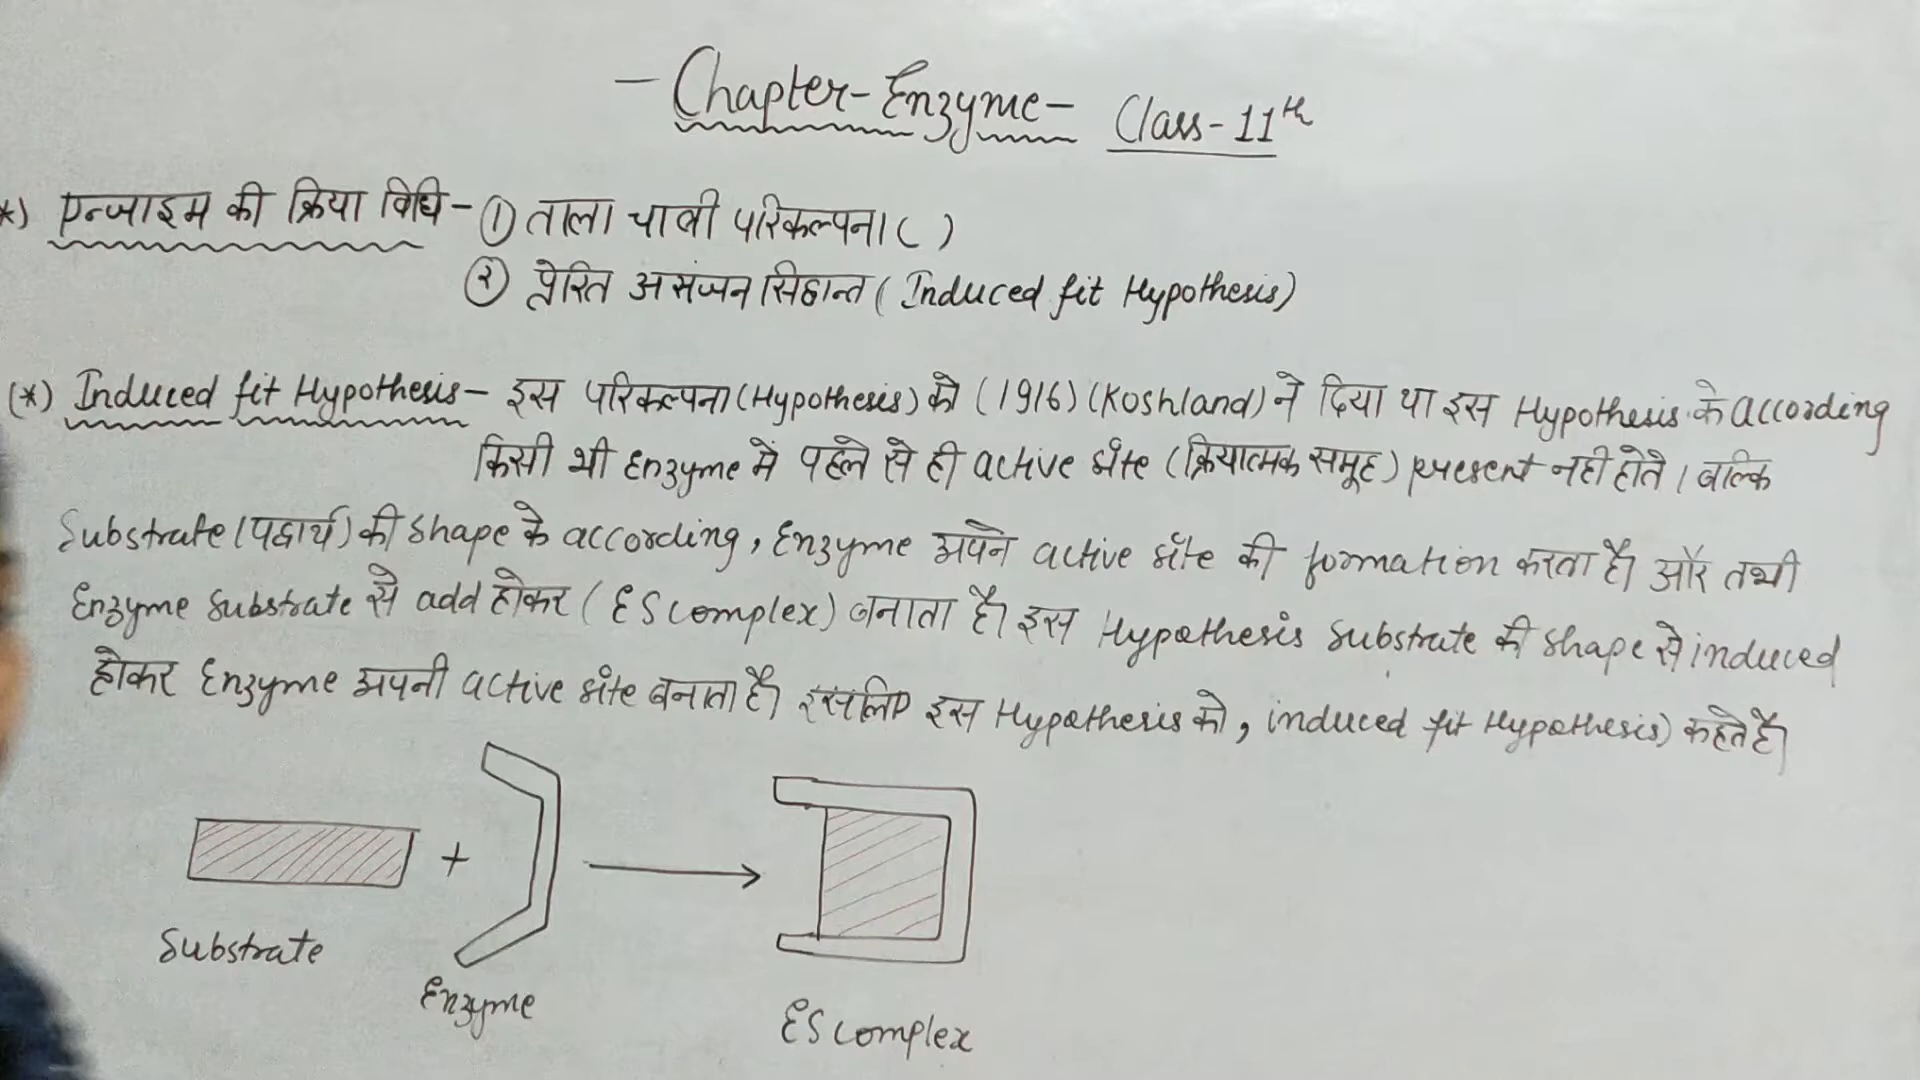 - Chapter - Enzyme - Class - 11th
*) एन्जाइम की क्रिया विधि - ① ताला चाबी परिकल्पना ( )
② प्रेरित आसंजन सिद्धान्त ( Induced fit Hypothesis)
(*) Induced fit Hypothesis - इस परिकल्पना (Hypothesis) को (1916) (Koshland) ने दिया था इस Hypothesis के according
किसी भी Enzyme में पहले से ही active site (क्रियात्मक समूह) present नही होते। बल्कि
Substrate (पदार्थ) की shape के according, Enzyme अपने active site की formation करता है। और तभी
Enzyme Substrate से add होकर ( ES complex) बनाता है। इस Hypothesis Substrate की shape से induced
होकर Enzyme अपनी active site बनाता है। इसलिए इस Hypothesis को, induced fit Hypothesis) कहते है।
+
Substrate
Enzyme
ES complex